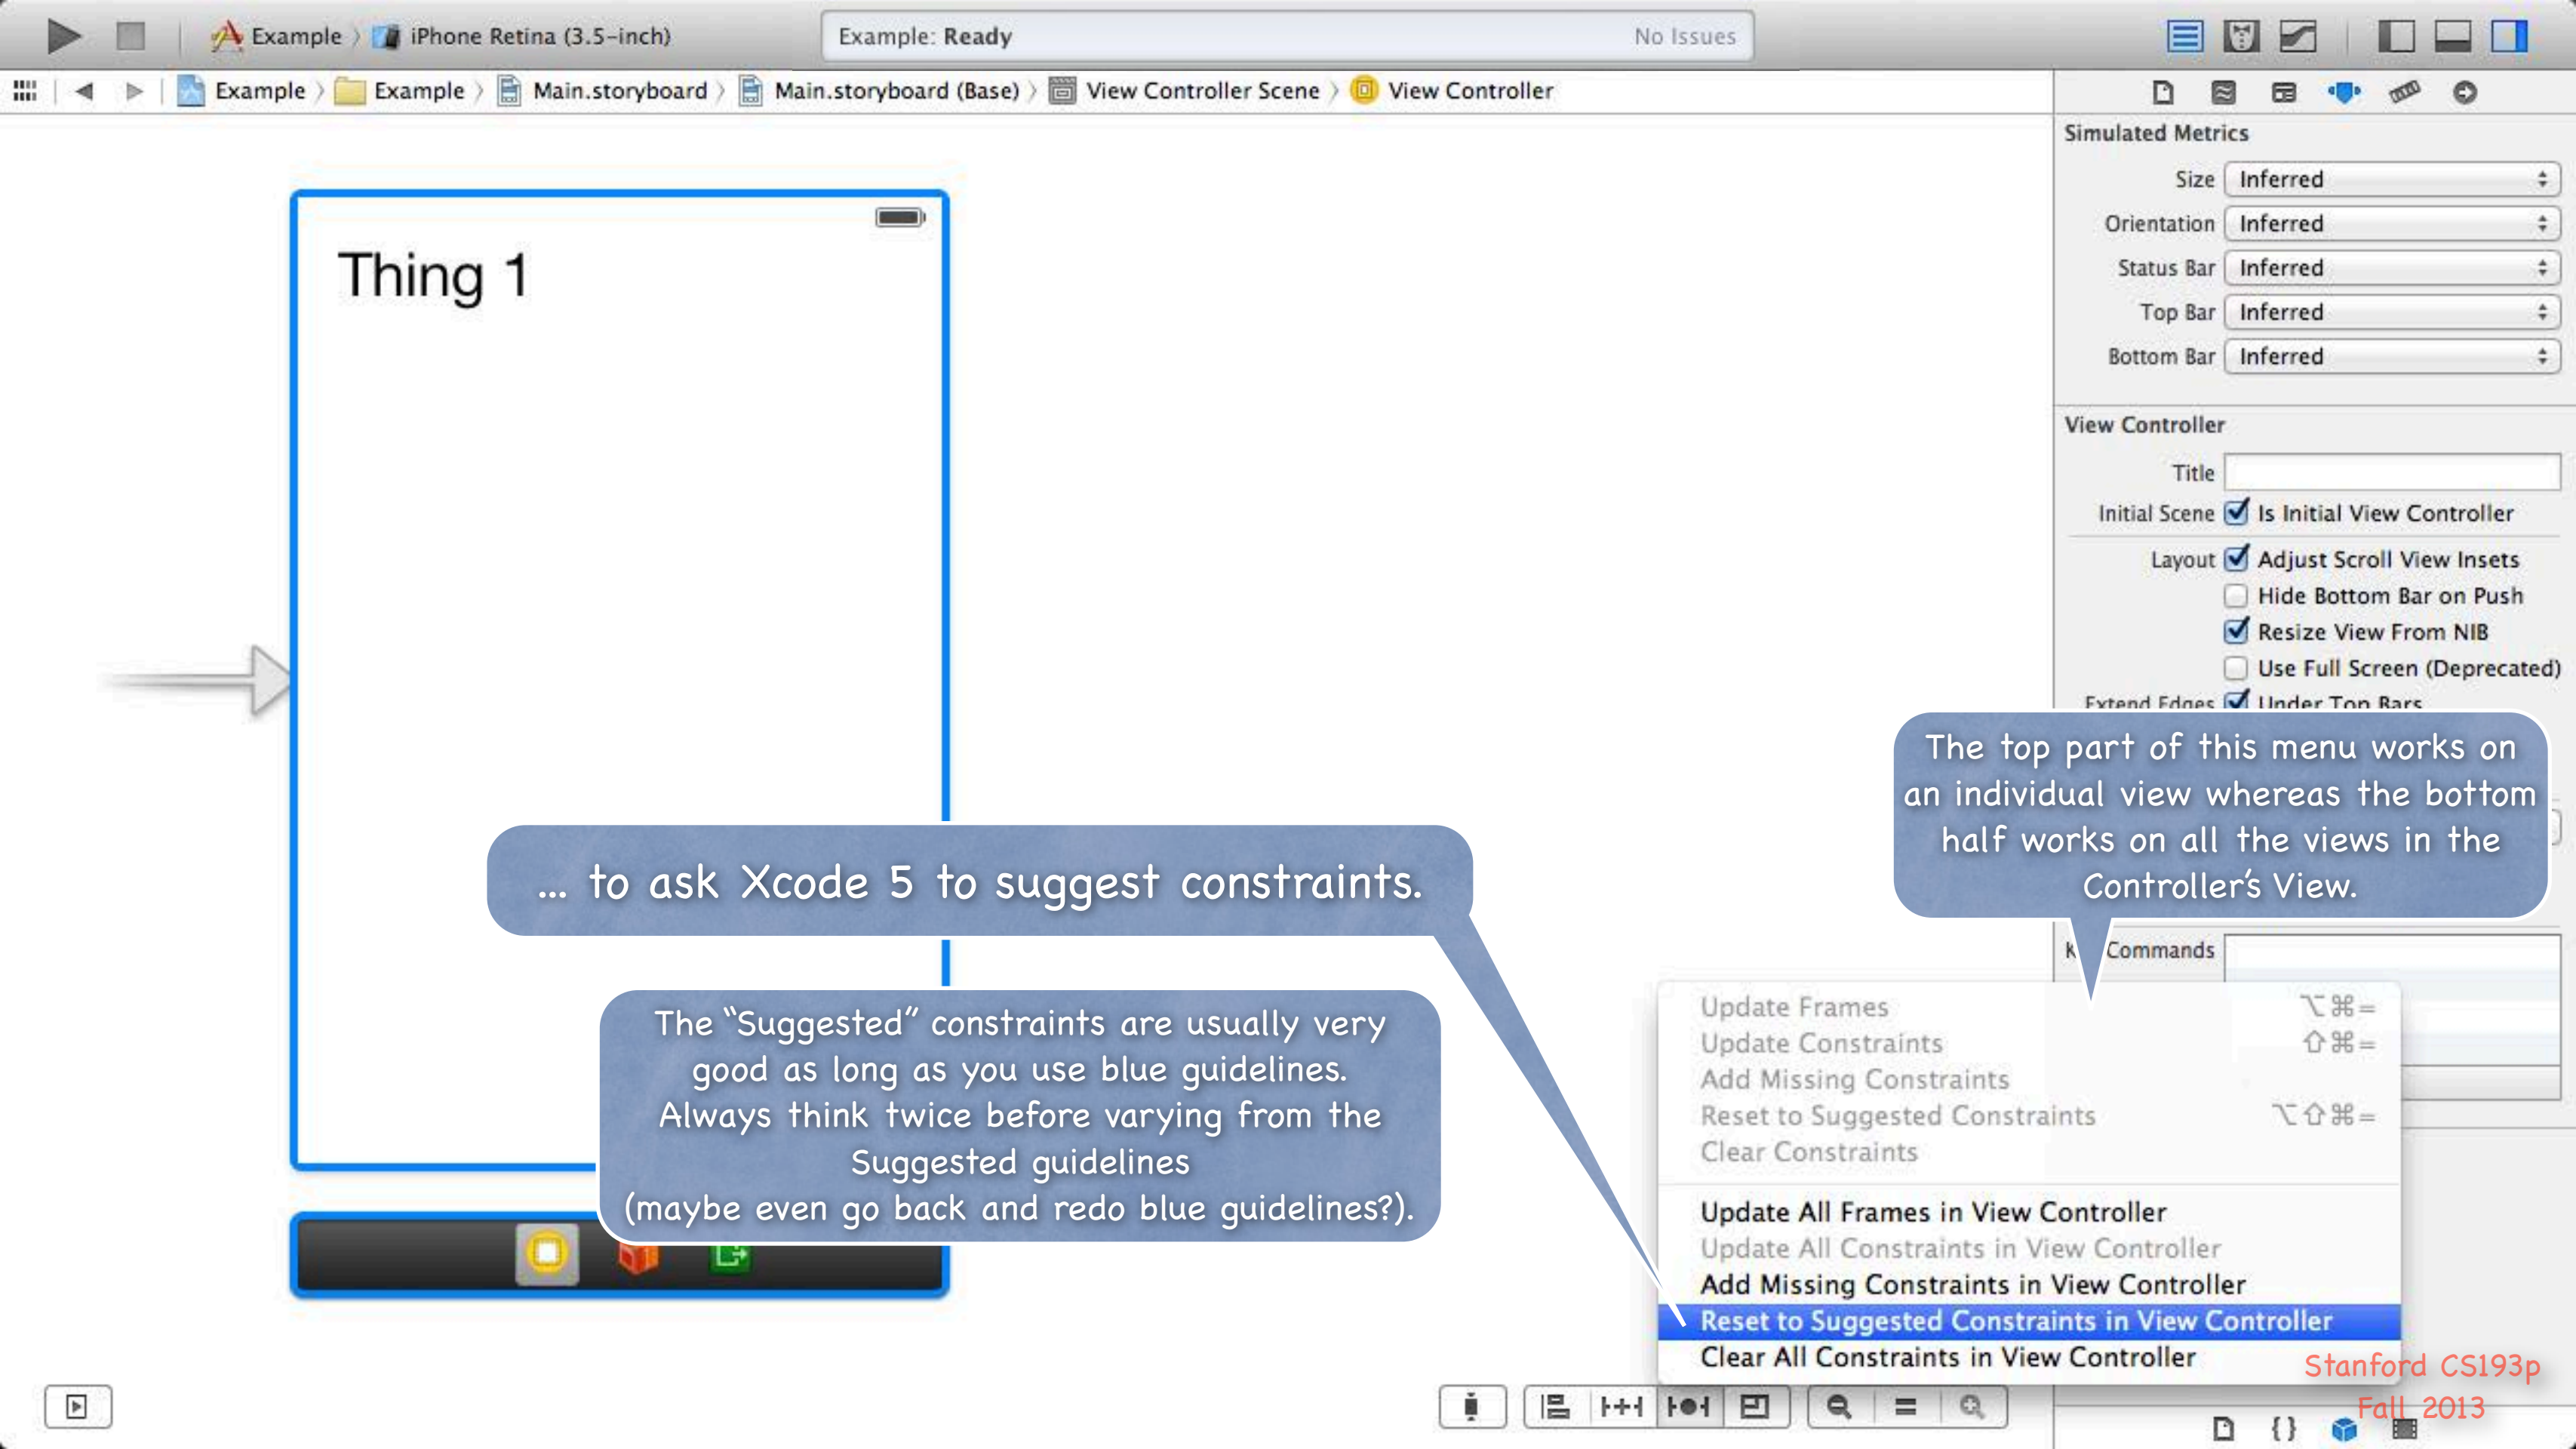 Example
iPhone Retina (3.5-inch)
Example: Ready
No Issues
Example
Example
Main.storyboard
Main.storyboard (Base)
View Controller Scene
View Controller
Simulated Metrics
Size Inferred
Orientation Inferred
Status Bar Inferred
Top Bar Inferred
Bottom Bar Inferred
View Controller
Title
Initial Scene Is Initial View Controller
Layout Adjust Scroll View Insets
Hide Bottom Bar on Push
Resize View From NIB
Use Full Screen (Deprecated)
Extend Edges Under Top Bars
Thing 1
The top part of this menu works on
an individual view whereas the bottom
half works on all the views in the
Controller's View.
... to ask Xcode 5 to suggest constraints.
The “Suggested” constraints are usually very
good as long as you use blue guidelines.
Always think twice before varying from the
Suggested guidelines
(maybe even go back and redo blue guidelines?).
Commands
Update Frames ⌥⌘=
Update Constraints ⇧⌘=
Add Missing Constraints
Reset to Suggested Constraints ⌥⇧⌘=
Clear Constraints
Update All Frames in View Controller
Update All Constraints in View Controller
Add Missing Constraints in View Controller
Reset to Suggested Constraints in View Controller
Clear All Constraints in View Controller
Stanford CS193p
Fall 2013